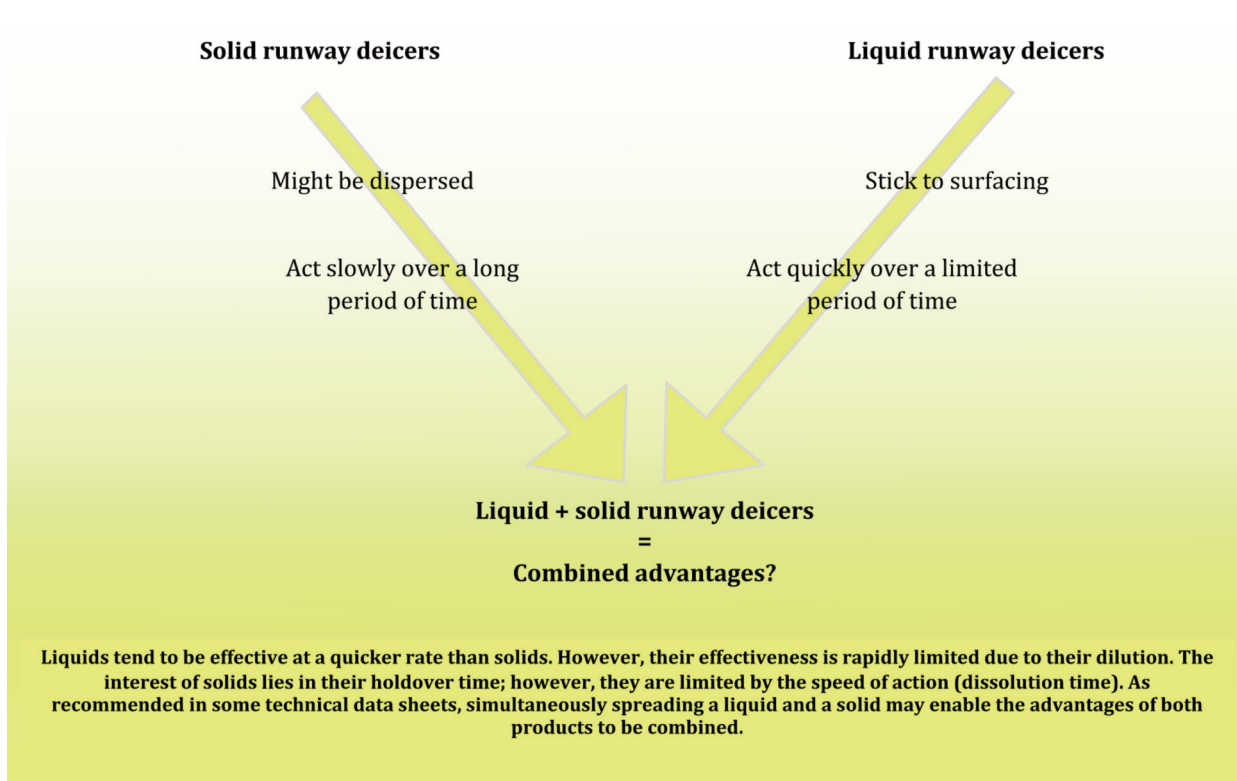 Solid runway deicers
Liquid runway deicers
Might be dispersed
Stick to surfacing
Act slowly over a long
period of time
Act quickly over a limited
period of time
Liquid + solid runway deicers
=
Combined advantages?
Liquids tend to be effective at a quicker rate than solids. However, their effectiveness is rapidly limited due to their dilution. The
interest of solids lies in their holdover time; however, they are limited by the speed of action (dissolution time). As
recommended in some technical data sheets, simultaneously spreading a liquid and a solid may enable the advantages of both
products to be combined.